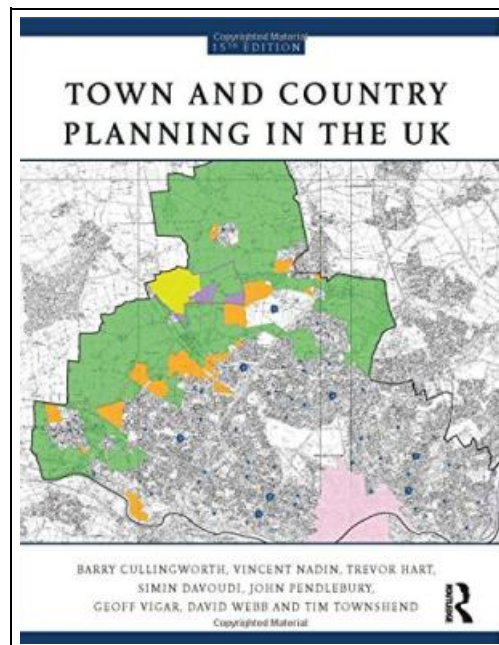 Copyrighted Material
15TH EDITION
TOWN AND COUNTRY
PLANNING IN THE UK
BARRY CULLINGWORTH, VINCENT NADIN, TREVOR HART,
SIMIN DAVOUDI, JOHN PENDLEBURY,
GEOFF VIGAR, DAVID WEBB AND TIM TOWNSHEND
Copyrighted Material
ROUTLEDGE